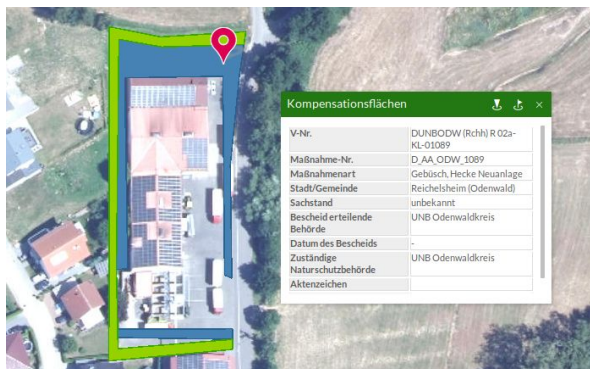 Kompensationsflächen
V-Nr. DUNBODW (Rchh) R 02a-
KL-01089
Maßnahme-Nr. D_AA_ODW_1089
Maßnahmenart Gebüsch, Hecke Neuanlage
Stadt/Gemeinde Reichelsheim (Odenwald)
Sachstand unbekannt
Bescheid erteilende UNB Odenwaldkreis
Behörde
Datum des Bescheids -
Zuständige UNB Odenwaldkreis
Naturschutzbehörde
Aktenzeichen